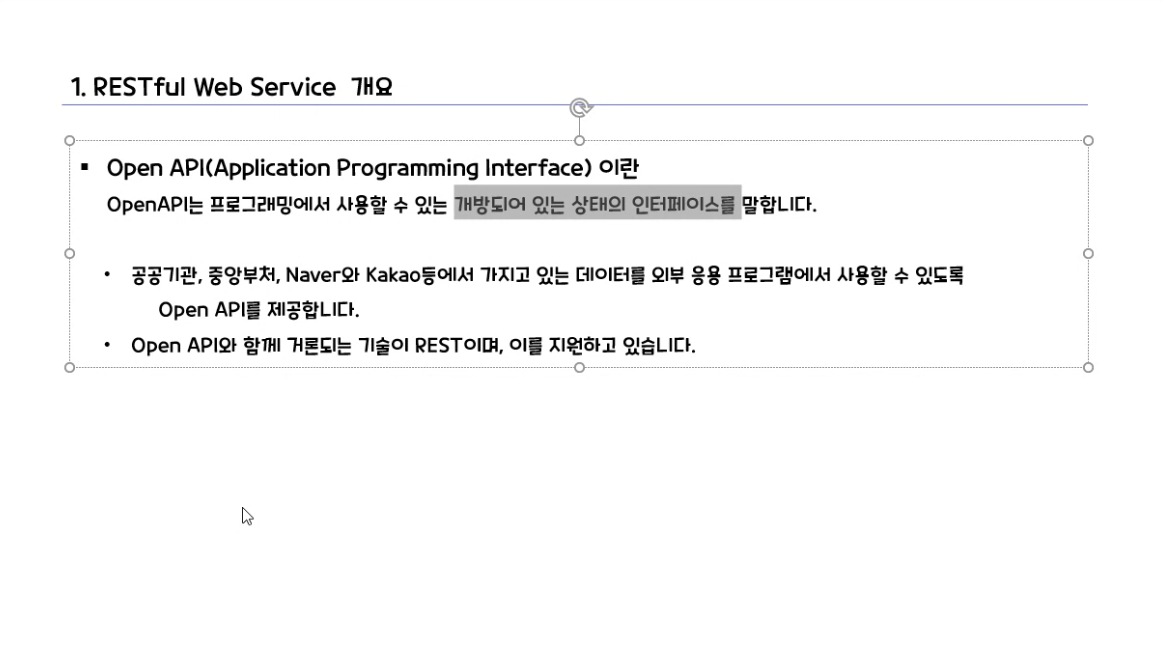 1. RESTful Web Service 개요
▪ Open API(Application Programming Interface) 이란
OpenAPI는 프로그래밍에서 사용할 수 있는 개방되어 있는 상태의 인터페이스를 말합니다.
• 공공기관, 중앙부처, Naver와 Kakao등에서 가지고 있는 데이터를 외부 응용 프로그램에서 사용할 수 있도록
Open API를 제공합니다.
• Open API와 함께 거론되는 기술이 REST이며, 이를 지원하고 있습니다.